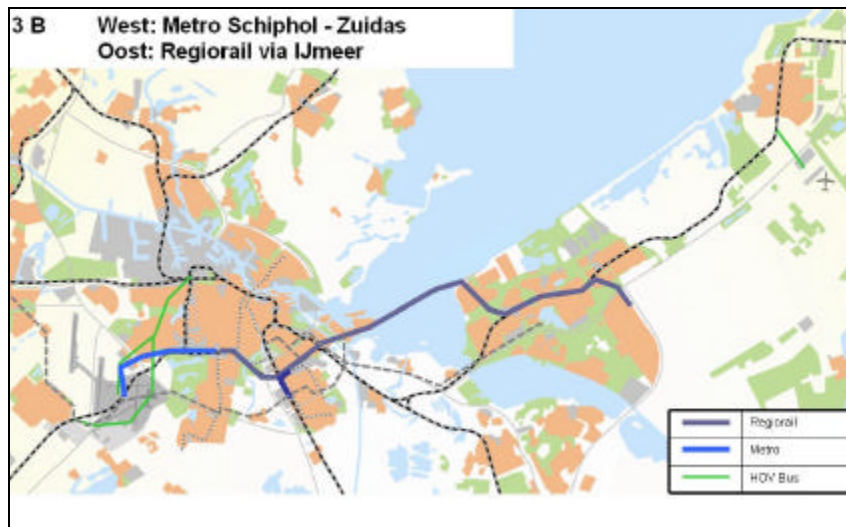 3 B West: Metro Schiphol - Zuidas
Oost: Regiorail via IJmeer
Regiorail
Metro
HOV Bus